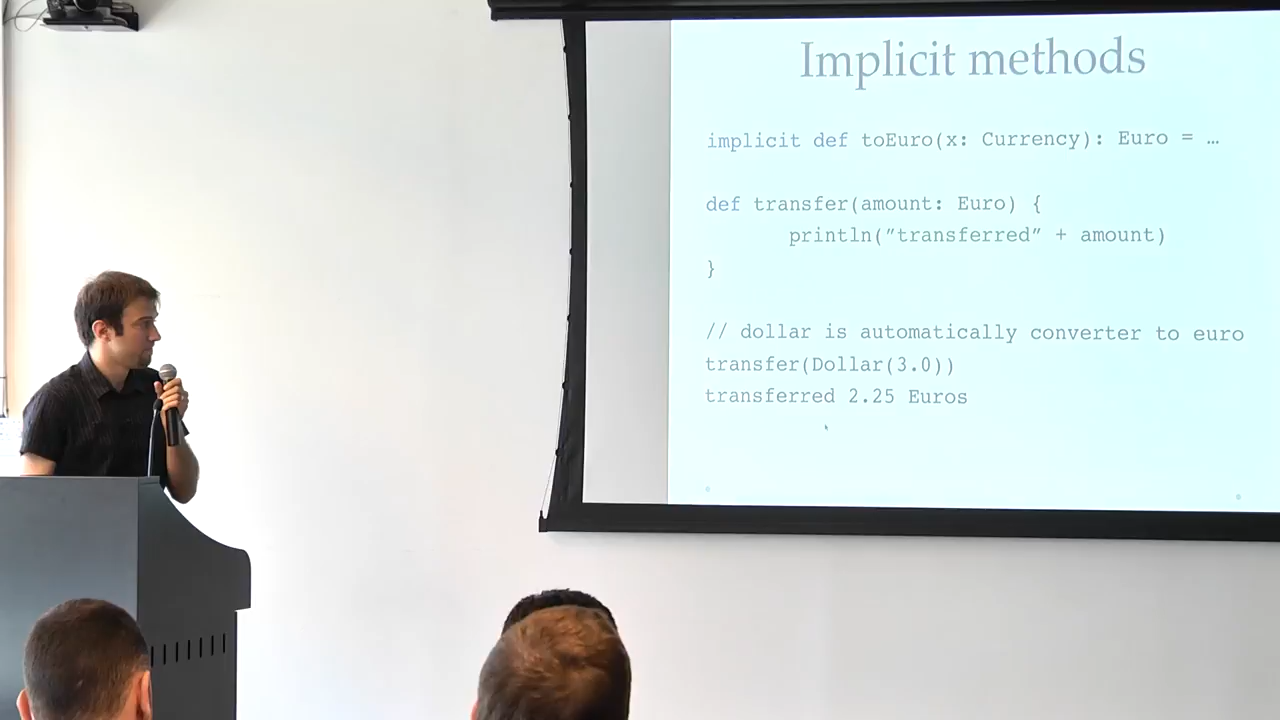 Implicit methods
implicit def toEuro(x: Currency): Euro = …
def transfer(amount: Euro) {
println("transferred" + amount)
}
// dollar is automatically converter to euro
transfer(Dollar(3.0))
transferred 2.25 Euros